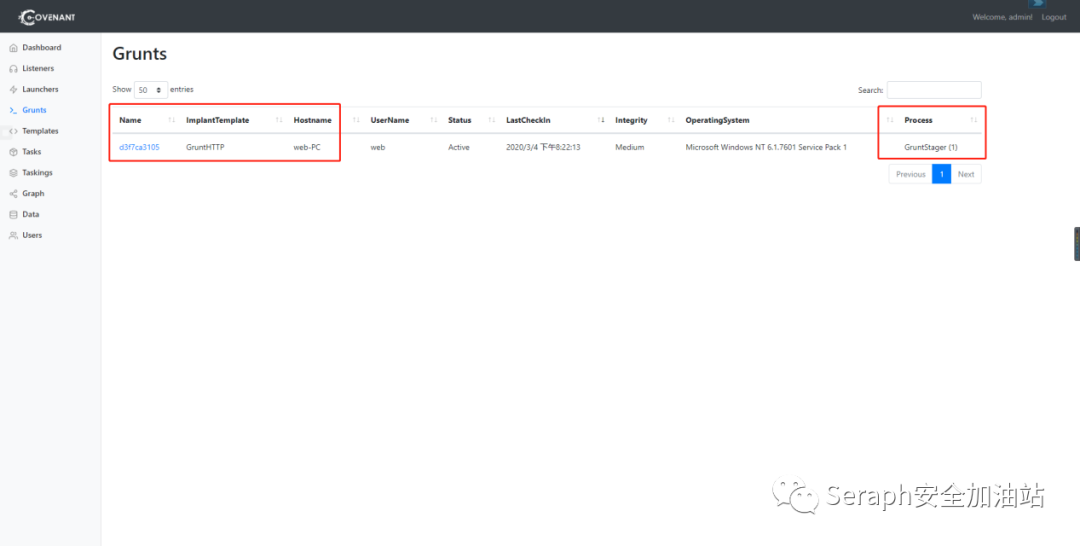 COVENANT
Welcome, admin! Logout
Dashboard
Listeners
Launchers
Grunts
Templates
Tasks
Taskings
Graph
Data
Users
Grunts
Show 50 entries
Search:
Name ImplantTemplate Hostname UserName Status LastCheckIn Integrity OperatingSystem Process
d3f7ca3105 GruntHTTP web-PC web Active 2020/3/4 下午8:22:13 Medium Microsoft Windows NT 6.1.7601 Service Pack 1 GruntStager (1)
Previous 1 Next
Seraph安全加油站